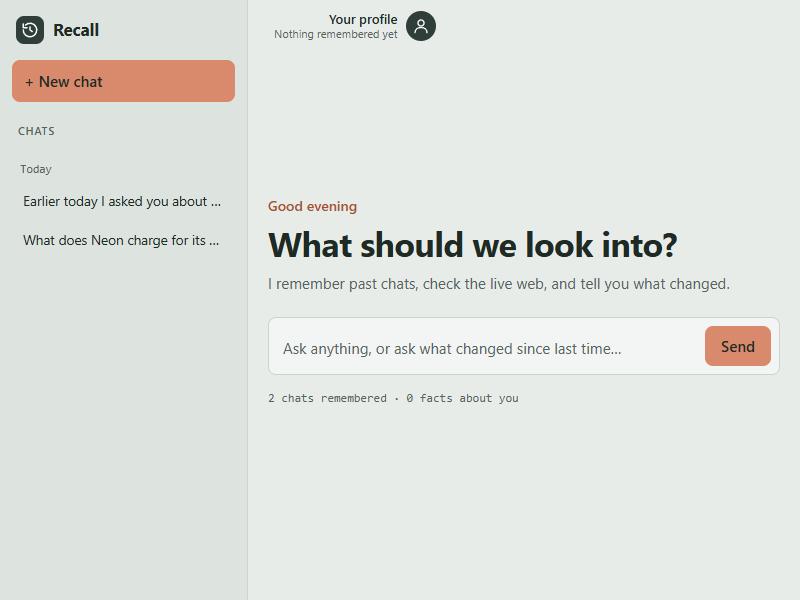 Recall
+ New chat
CHATS
Today
Earlier today I asked you about ...
What does Neon charge for its ...
Your profile
Nothing remembered yet
Good evening
What should we look into?
I remember past chats, check the live web, and tell you what changed.
Ask anything, or ask what changed since last time...
Send
2 chats remembered · 0 facts about you